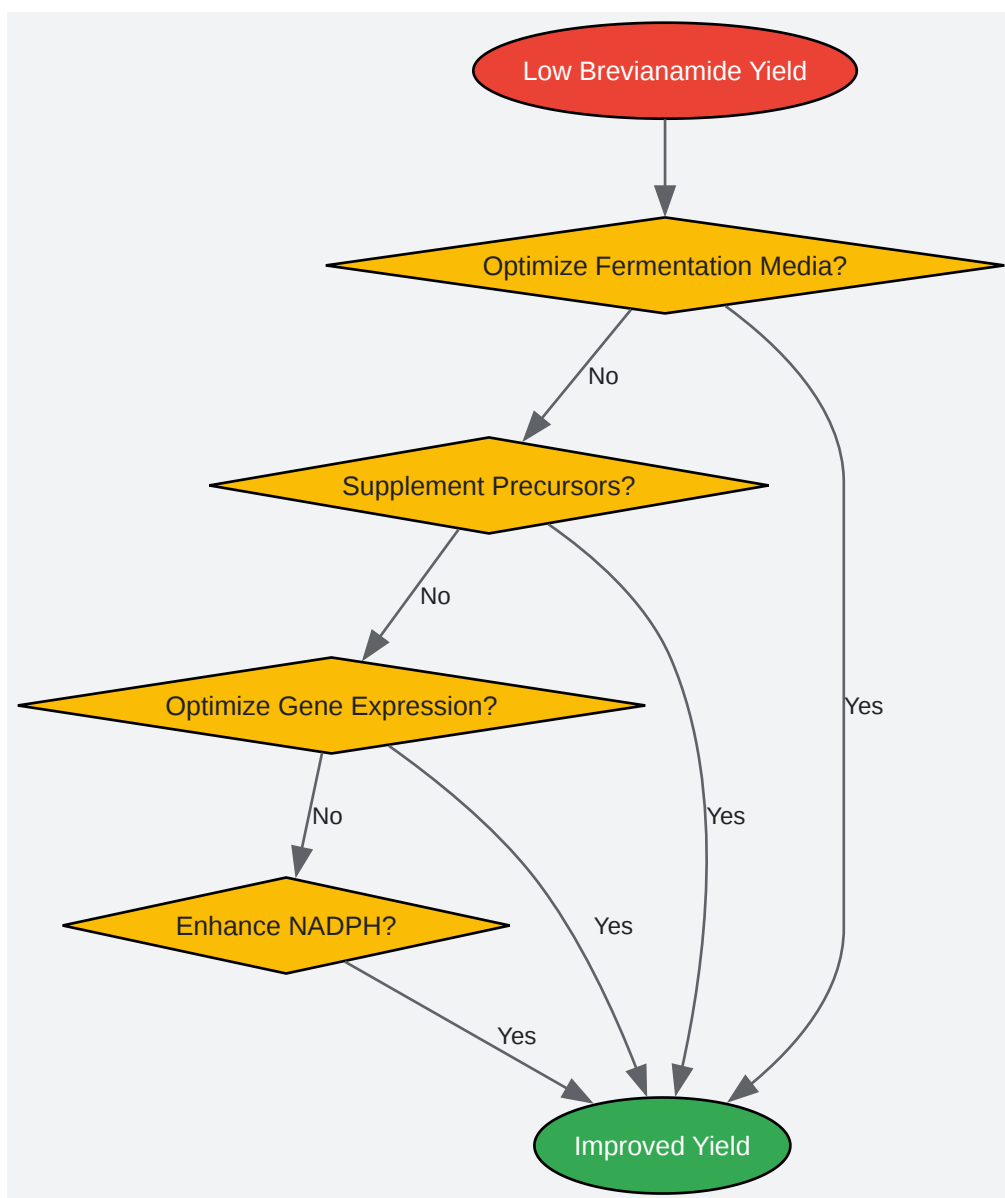 Low Brevianamide Yield
Optimize Fermentation Media?
No
Supplement Precursors?
No
Optimize Gene Expression?
Yes
No
Yes
Enhance NADPH?
Yes
Yes
Improved Yield